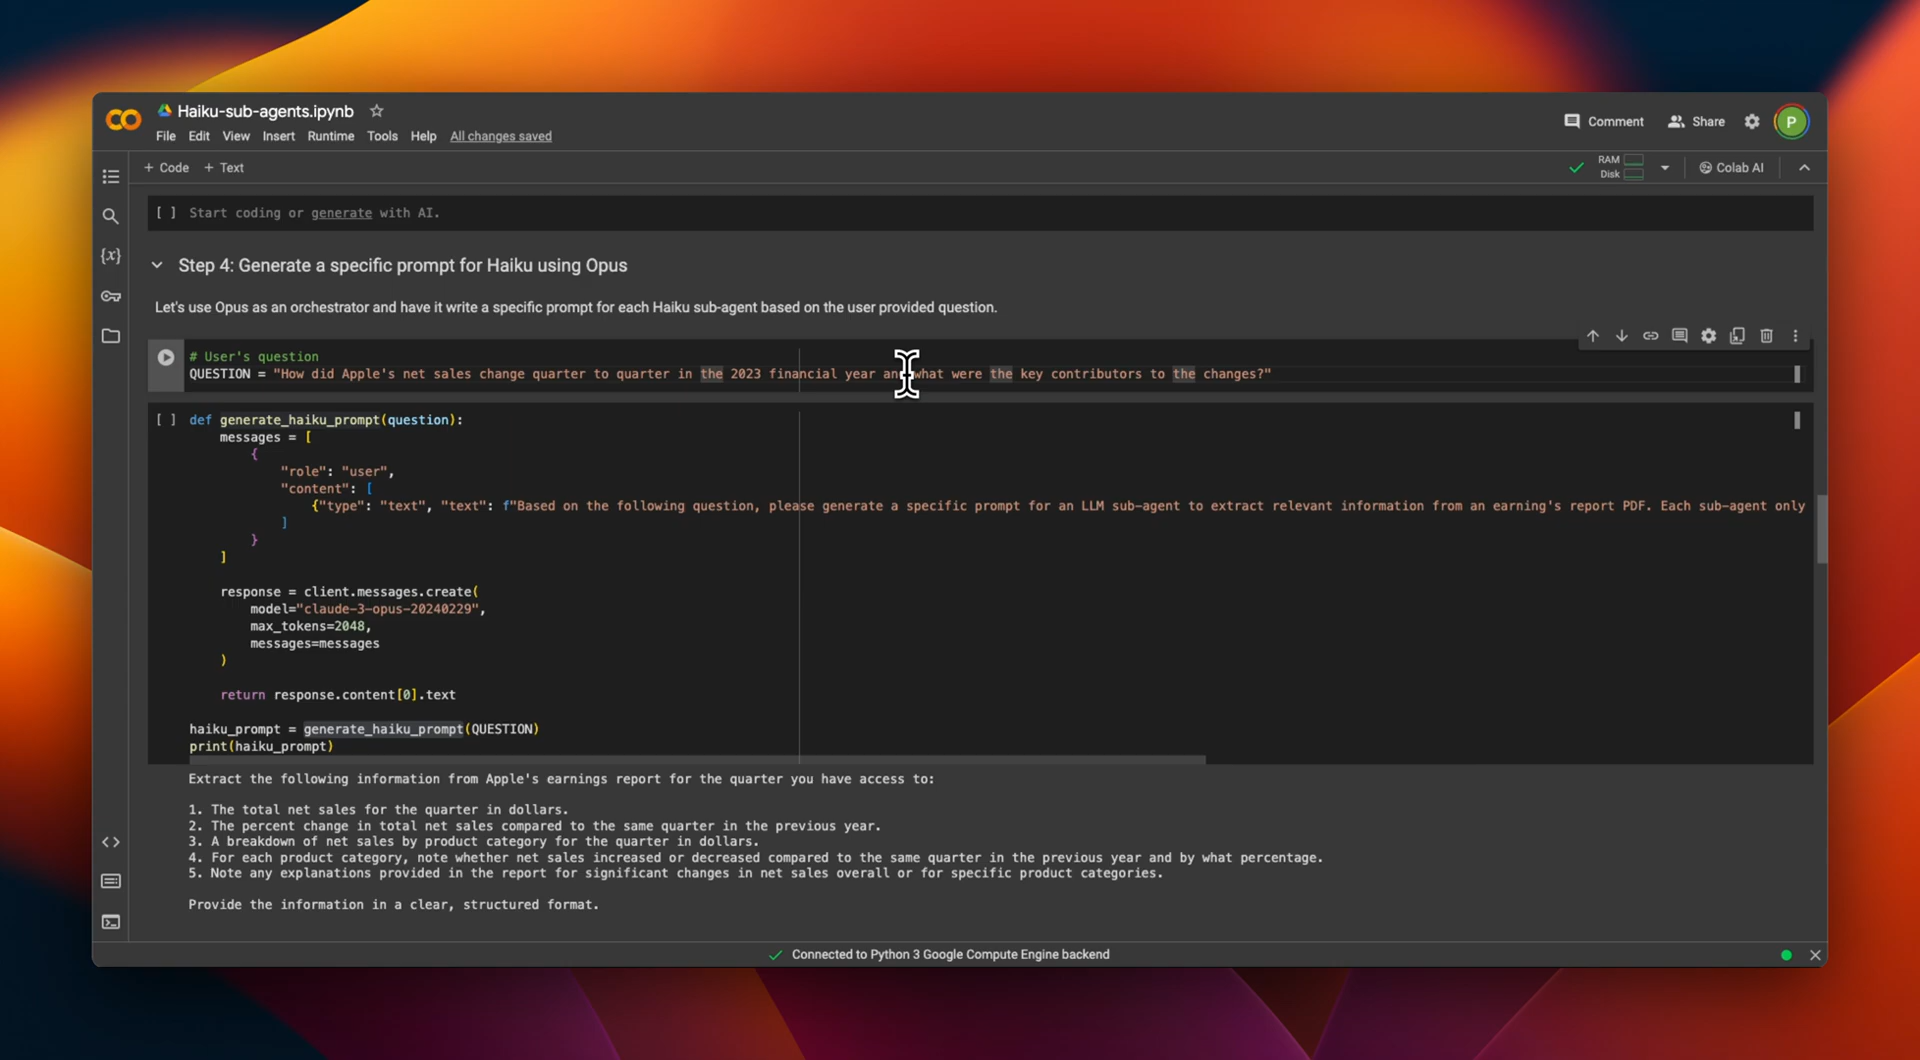 Haiku-sub-agents.ipynb
File Edit View Insert Runtime Tools Help All changes saved
Comment Share P
+ Code + Text
RAM
Disk
Colab AI
[ ] Start coding or generate with AI.
Step 4: Generate a specific prompt for Haiku using Opus
Let's use Opus as an orchestrator and have it write a specific prompt for each Haiku sub-agent based on the user provided question.
# User's question
QUESTION = "How did Apple's net sales change quarter to quarter in the 2023 financial year and what were the key contributors to the changes?"
[ ] def generate_haiku_prompt(question):
messages = [
{
"role": "user",
"content": [
{"type": "text", "text": f"Based on the following question, please generate a specific prompt for an LLM sub-agent to extract relevant information from an earning's report PDF. Each sub-agent only
]
}
]
response = client.messages.create(
model="claude-3-opus-20240229",
max_tokens=2048,
messages=messages
)
return response.content[0].text
haiku_prompt = generate_haiku_prompt(QUESTION)
print(haiku_prompt)
Extract the following information from Apple's earnings report for the quarter you have access to:
1. The total net sales for the quarter in dollars.
2. The percent change in total net sales compared to the same quarter in the previous year.
3. A breakdown of net sales by product category for the quarter in dollars.
4. For each product category, note whether net sales increased or decreased compared to the same quarter in the previous year and by what percentage.
5. Note any explanations provided in the report for significant changes in net sales overall or for specific product categories.
Provide the information in a clear, structured format.
Connected to Python 3 Google Compute Engine backend